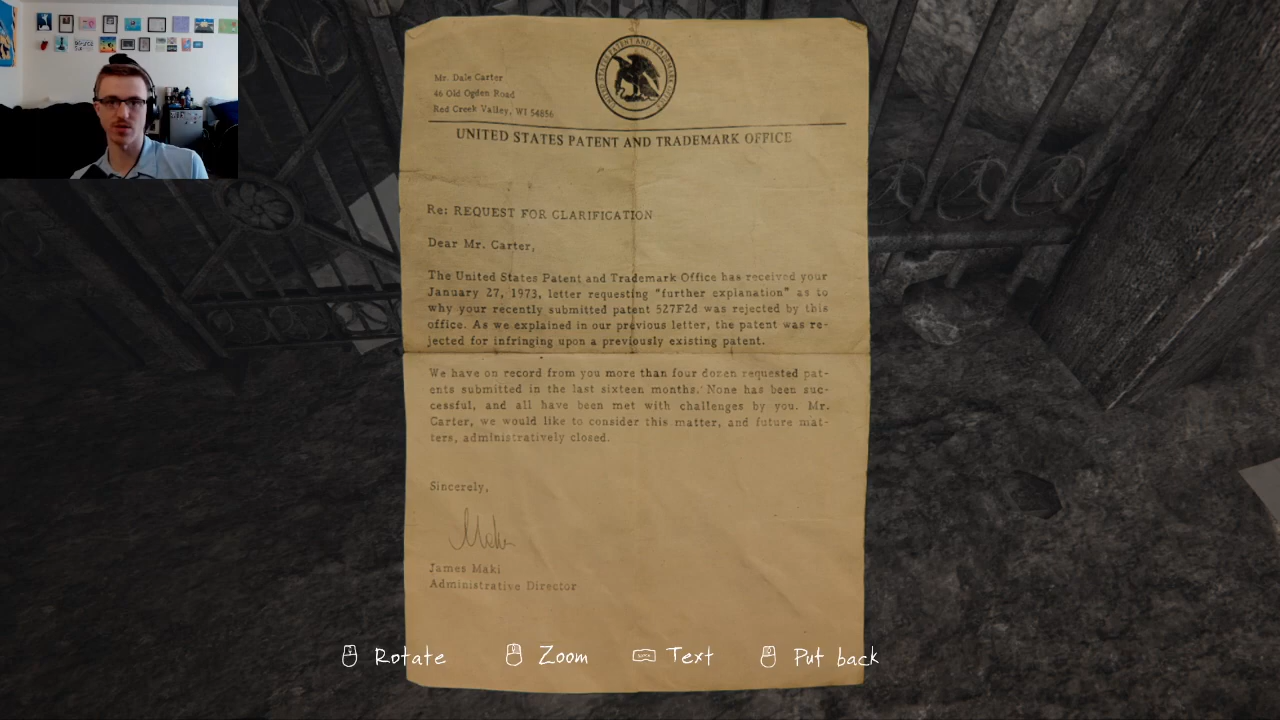 Mr. Dale Carter
46 Old Ogden Road
Red Creek Valley, WI 54856
UNITED STATES PATENT AND TRADEMARK OFFICE
Re: REQUEST FOR CLARIFICATION
Dear Mr. Carter,
The United States Patent and Trademark Office has received your
January 27, 1973, letter requesting "further explanation" as to
why your recently submitted patent 527F2d was rejected by this
office. As we explained in our previous letter, the patent was re-
jected for infringing upon a previously existing patent.
We have on record from you more than four dozen requested pat-
ents submitted in the last sixteen months. None has been suc-
cessful, and all have been met with challenges by you. Mr.
Carter, we would like to consider this matter, and future mat-
ters, administratively closed.
Sincerely,
Maki
James Maki
Administrative Director
Rotate Zoom Text Put back